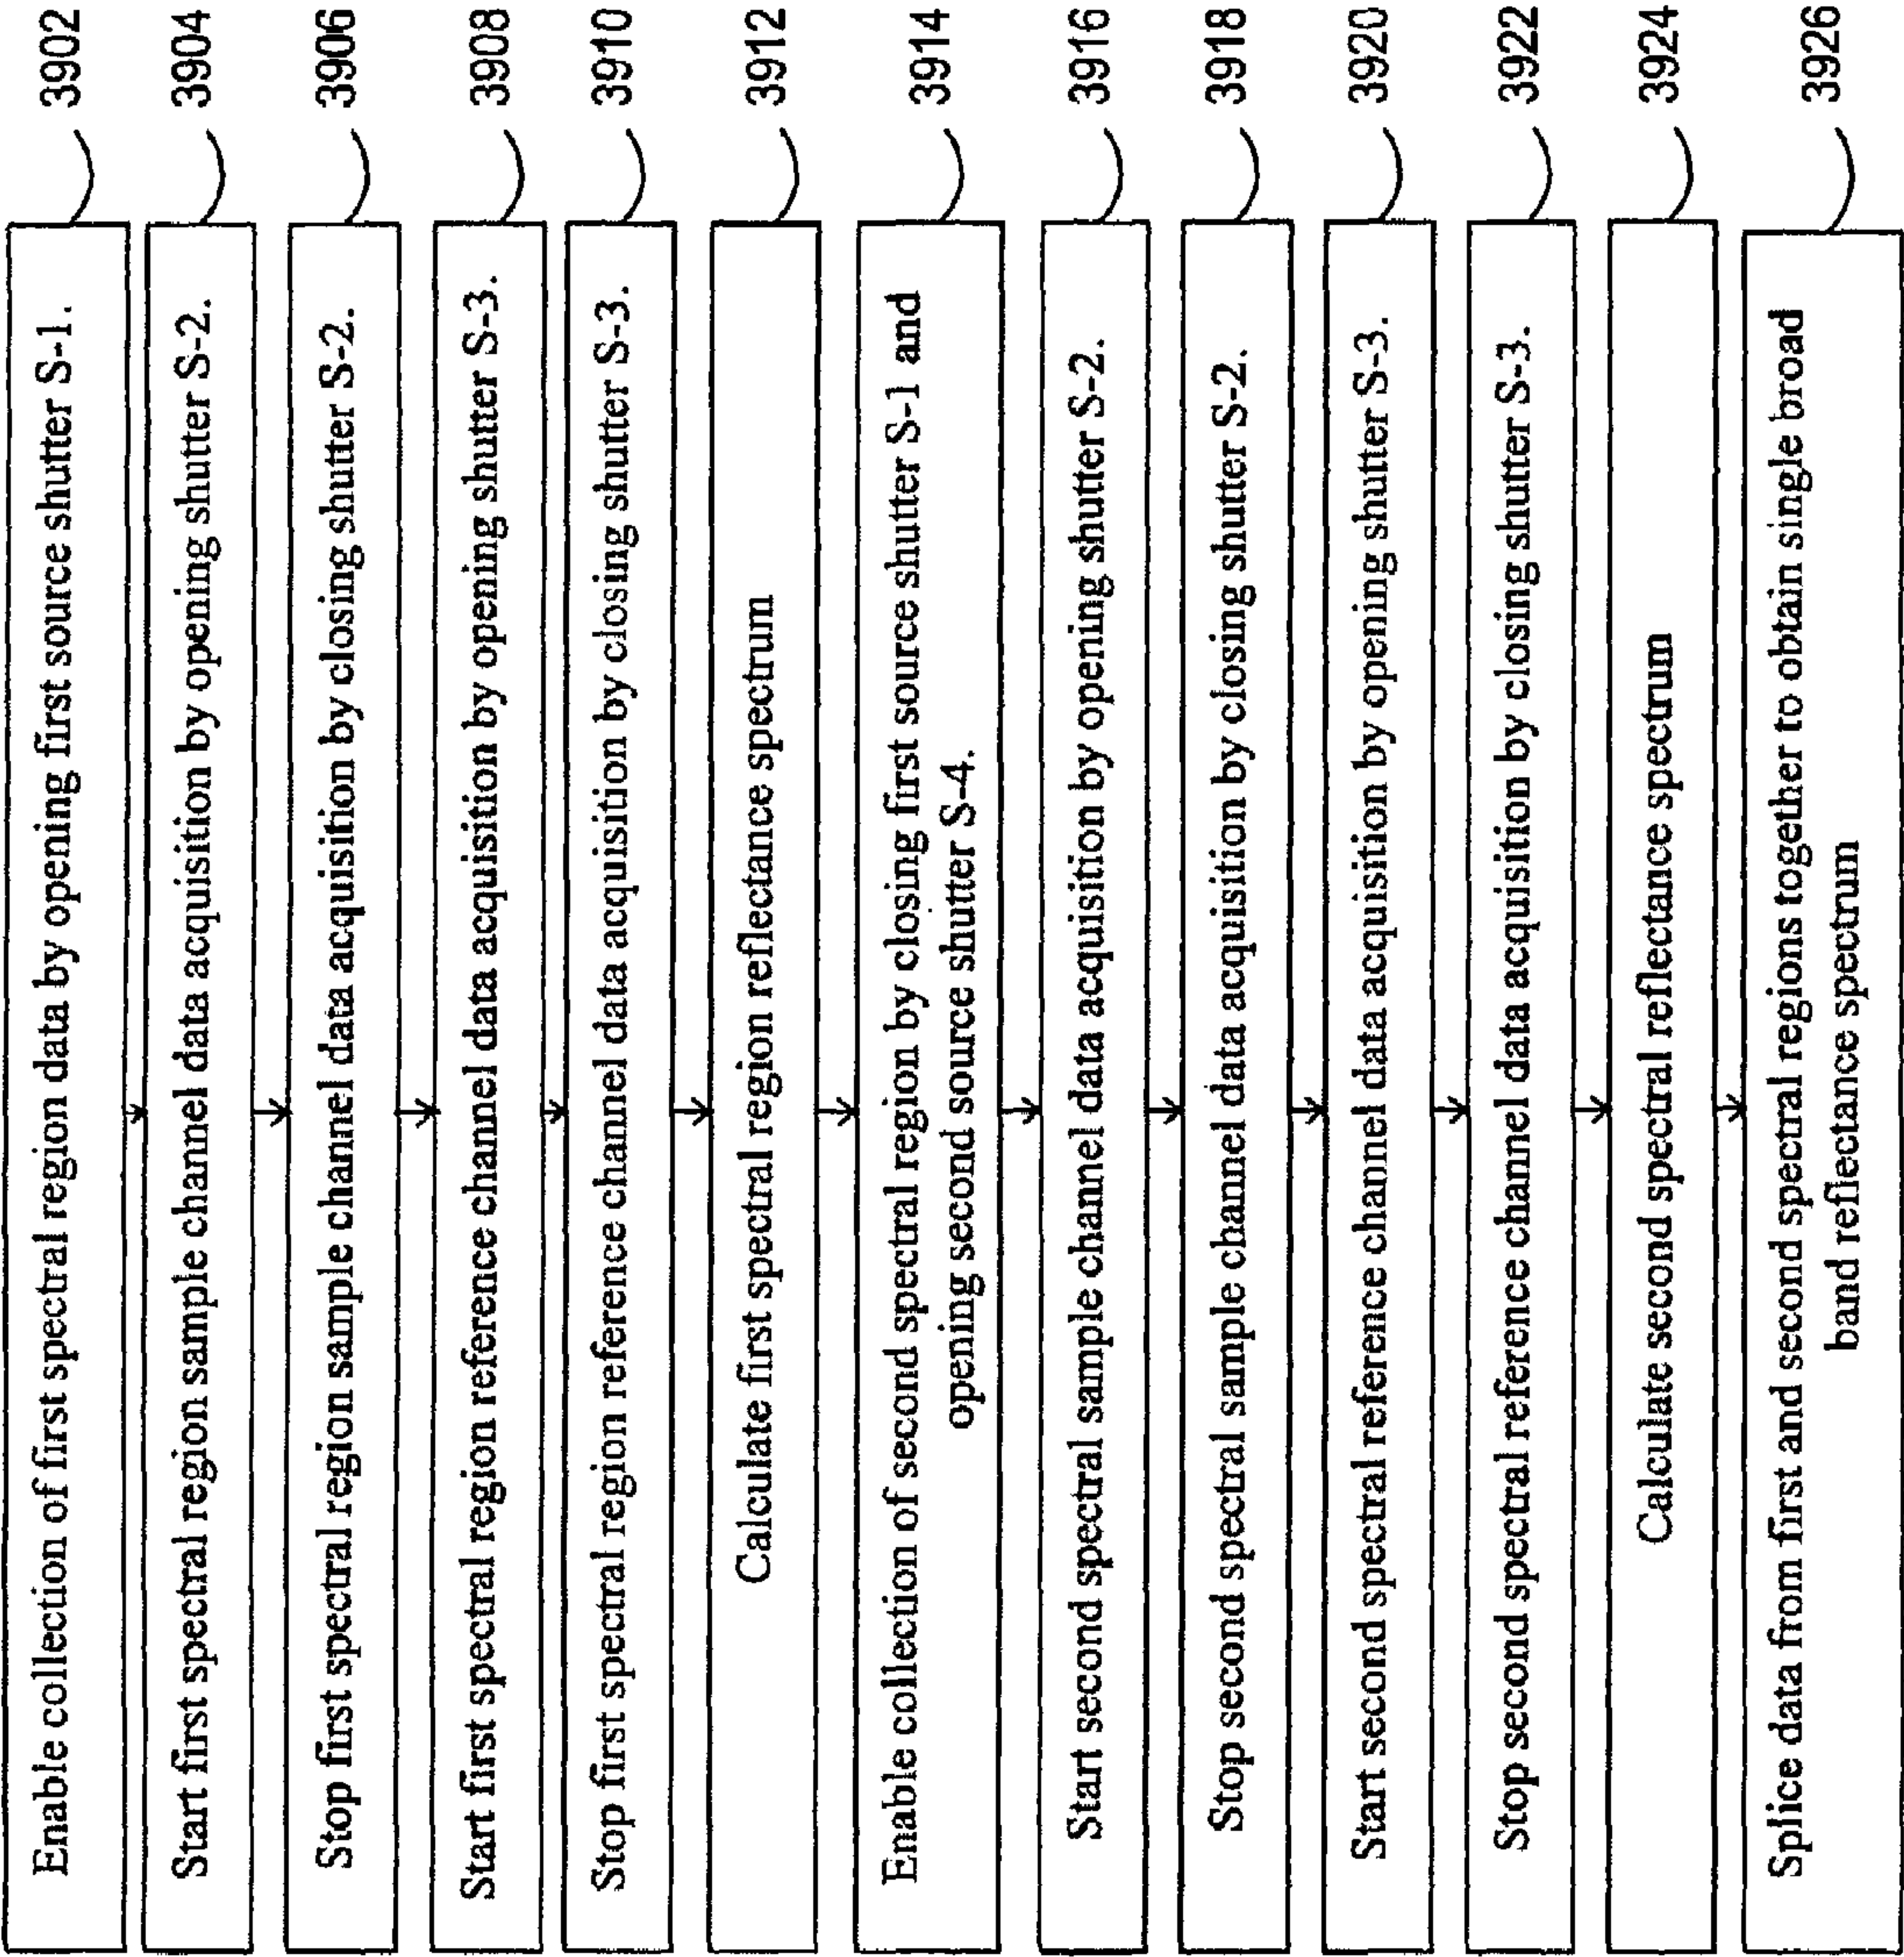 Enable collection of first spectral region data by opening first source shutter S-1.
3902
Start first spectral region sample channel data acquisition by opening shutter S-2.
3904
Stop first spectral region sample channel data acquisition by closing shutter S-2.
3906
Start first spectral region reference channel data acquisition by opening shutter S-3.
3908
Stop first spectral region reference channel data acquisition by closing shutter S-3.
3910
Calculate first spectral region reflectance spectrum
3912
Enable collection of second spectral region by closing first source shutter S-1 and
opening second source shutter S-4.
3914
Start second spectral sample channel data acquisition by opening shutter S-2.
3916
Stop second spectral sample channel data acquisition by closing shutter S-2.
3918
Start second spectral reference channel data acquisition by opening shutter S-3.
3920
Stop second spectral reference channel data acquisition by closing shutter S-3.
3922
Calculate second spectral reflectance spectrum
3924
Splice data from first and second spectral regions together to obtain single broad
band reflectance spectrum
3926